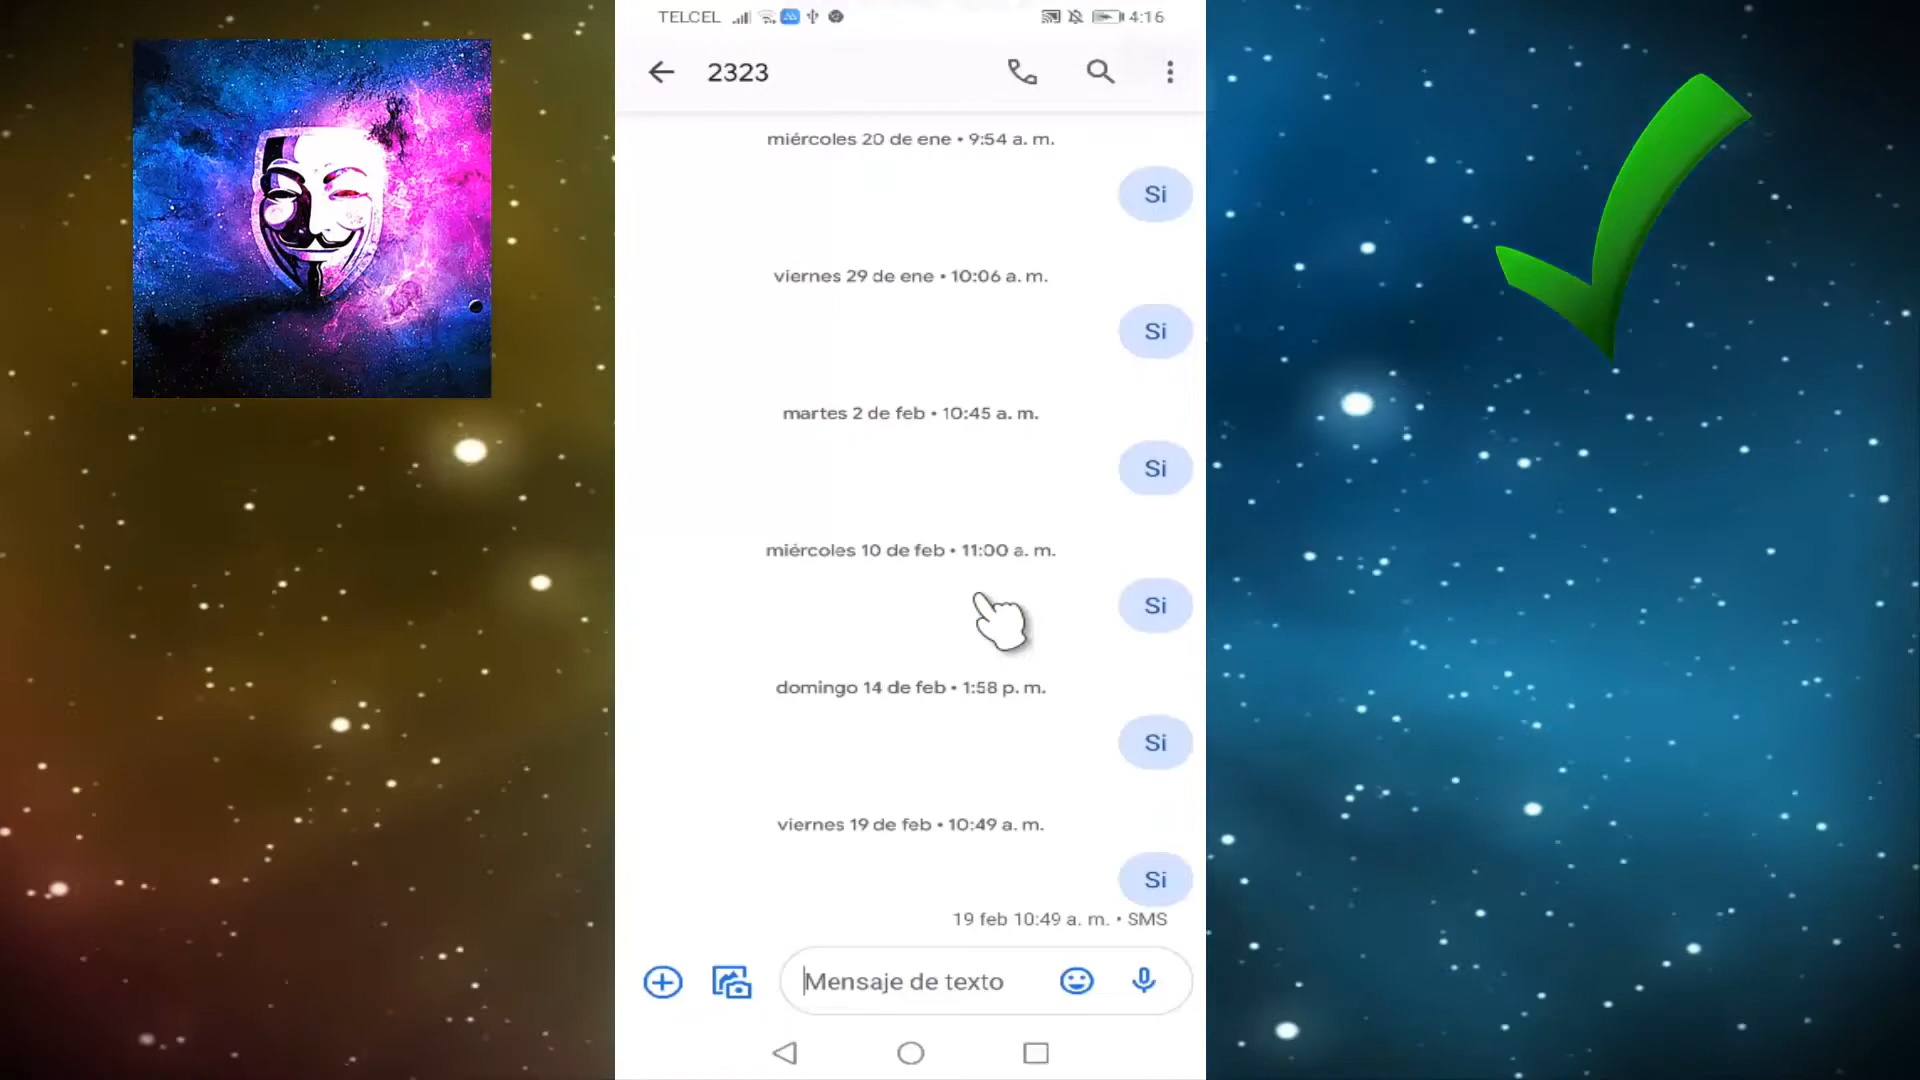 TELCEL
4:16
2323
miércoles 20 de ene • 9:54 a. m.
Si
viernes 29 de ene • 10:06 a. m.
Si
martes 2 de feb • 10:45 a. m.
Si
miércoles 10 de feb • 11:00 a. m.
Si
domingo 14 de feb • 1:58 p. m.
Si
viernes 19 de feb • 10:49 a. m.
Si
19 feb 10:49 a. m. • SMS
Mensaje de texto